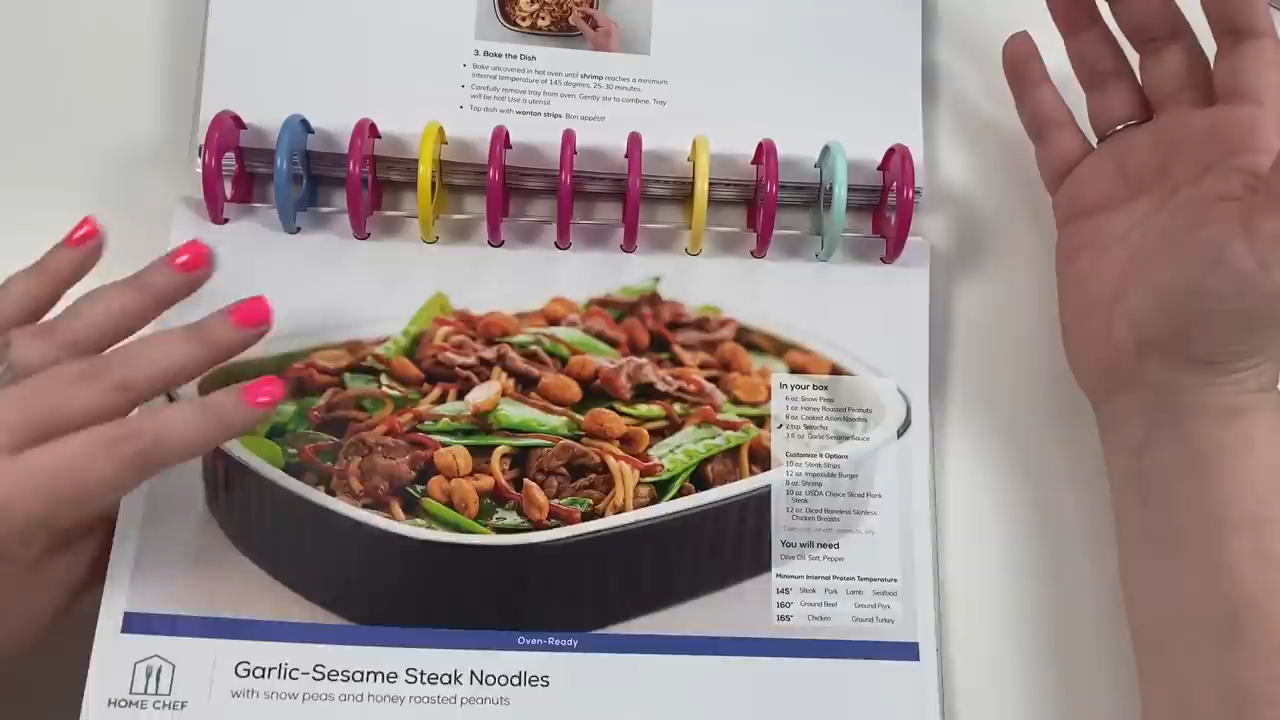 3. Bake the Dish
• Bake uncovered in hot oven until shrimp reaches a minimum
internal temperature of 145 degrees, 25-30 minutes.
• Carefully remove tray from oven. Gently stir to combine. Tray
will be hot! Use a utensil.
• Top dish with wonton strips. Bon appétit!
In your box
6 oz. Snow Peas
1 oz. Honey Roasted Peanuts
8 oz. Cooked Asian Noodles
2 tsp. Sriracha
3 fl. oz. Garlic Sesame Sauce
Customize It Options
10 oz. Steak Strips
12 oz. Impossible Burger
8 oz. Shrimp
10 oz. USDA Choice Sliced Flank
Steak
12 oz. Diced Boneless Skinless
Chicken Breasts
wheat, peanuts, soy
You will need
Olive Oil, Salt, Pepper
Minimum Internal Protein Temperature
145° Steak Pork Lamb Seafood
160° Ground Beef Ground Pork
165° Chicken Ground Turkey
Oven-Ready
HOME CHEF
Garlic-Sesame Steak Noodles
with snow peas and honey roasted peanuts